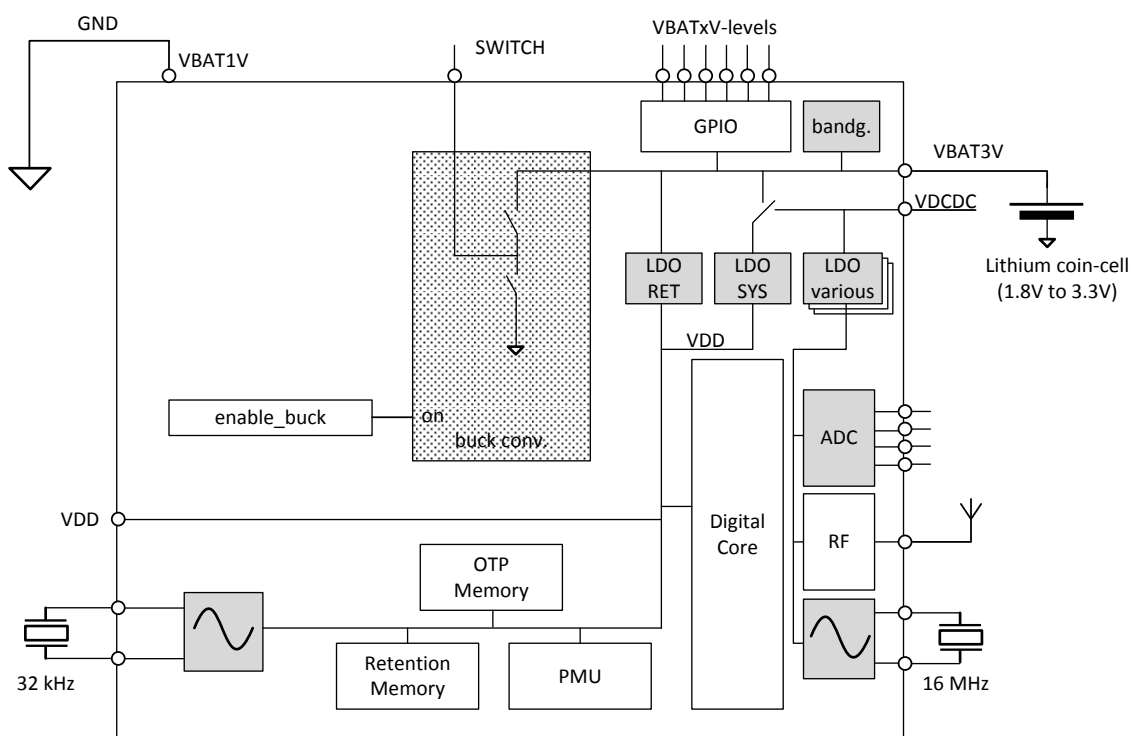 GND
VBAT1V
SWITCH
VBATxV-levels
GPIO
bandg.
VBAT3V
VDCDC
Lithium coin-cell
(1.8V to 3.3V)
LDO
RET
LDO
SYS
LDO
various
VDD
enable_buck
on
buck conv.
ADC
VDD
Digital
Core
RF
OTP
Memory
Retention
Memory
PMU
32 kHz
16 MHz